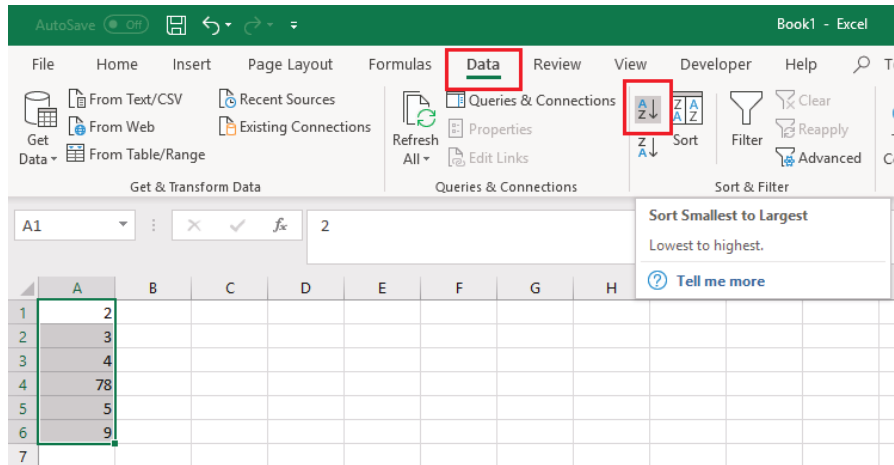 AutoSave Off Book1 - Excel
File Home Insert Page Layout Formulas Data Review View Developer Help
Get Data
From Text/CSV
From Web
From Table/Range
Recent Sources
Existing Connections
Get & Transform Data
Refresh All
Queries & Connections
Properties
Edit Links
Queries & Connections
A Z
Z A
Z A A Z
Sort
Filter
Clear
Reapply
Advanced
Sort & Filter
A1 fx 2
Sort Smallest to Largest
Lowest to highest.
? Tell me more
A B C D E F G H
1 2
2 3
3 4
4 78
5 5
6 9
7